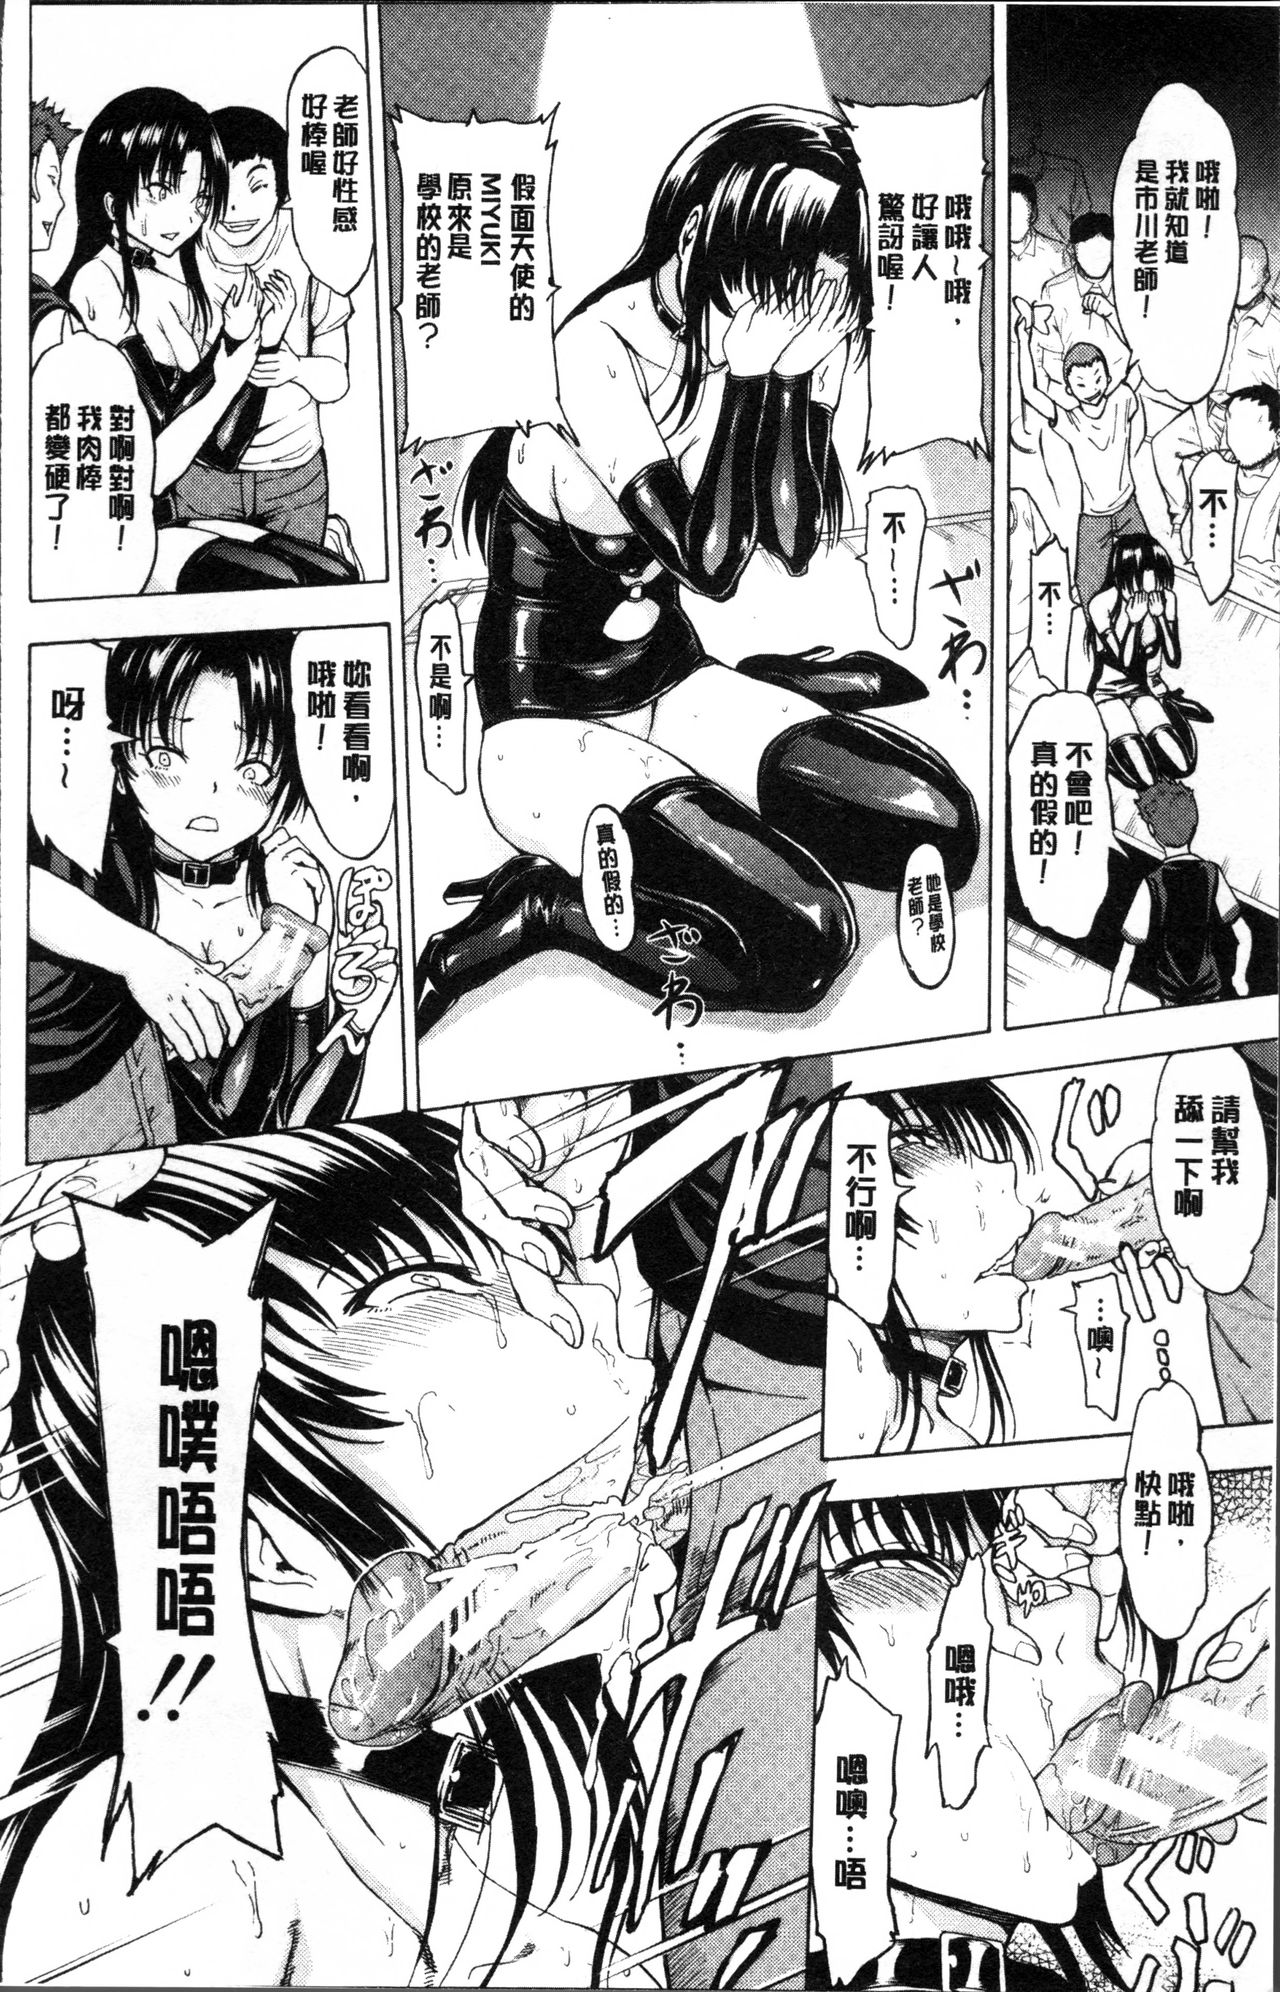 哦啦！
我就知道
是市川老師！
不…
不…
不會吧！
真的假的！
哦哦～哦，
好讓人
驚訝喔！
假面天使的
MIYUKI
原來是
學校的老師？
不～…
不是啊…
ざわ…
ざわ…
ざわ…
她是學校
老師？
真的假的…
老師好性感
好棒喔
對啊對啊！
我肉棒
都變硬了！
妳看看啊，
哦啦！
呀…～
ぽろん
請幫我
舔一下啊
不行啊…
…噢～
哦啦，
快點！
嗯哦…
嗯噢…唔
嗯噗唔唔!!